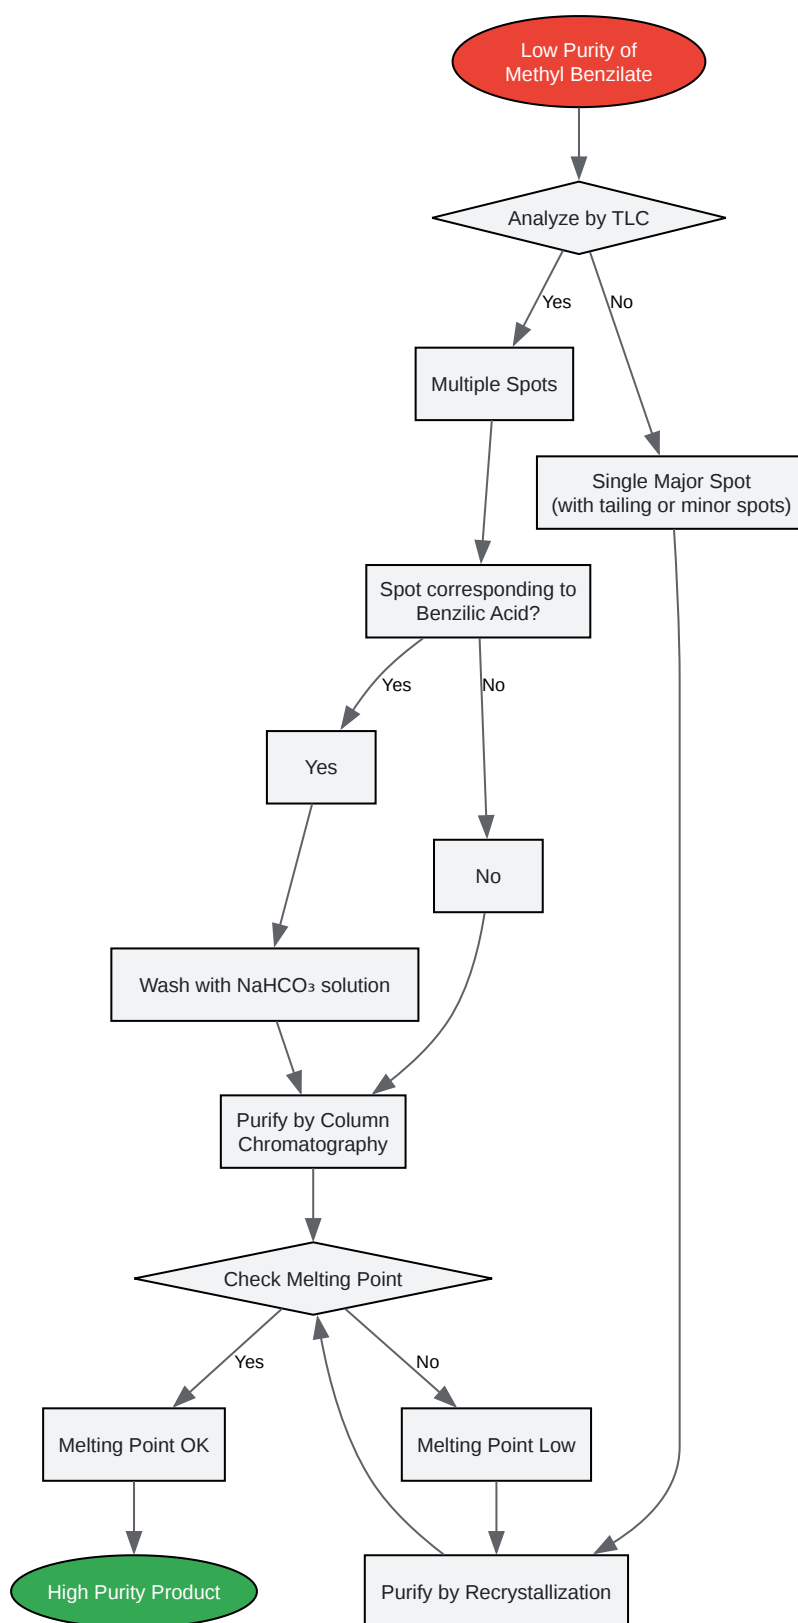 Low Purity of
Methyl Benzilate
Analyze by TLC
Yes
No
Multiple Spots
Single Major Spot
(with tailing or minor spots)
Spot corresponding to
Benzilic Acid?
Yes
No
Yes
No
Wash with NaHCO₃ solution
Purify by Column
Chromatography
Check Melting Point
Yes
No
Melting Point OK
Melting Point Low
High Purity Product
Purify by Recrystallization